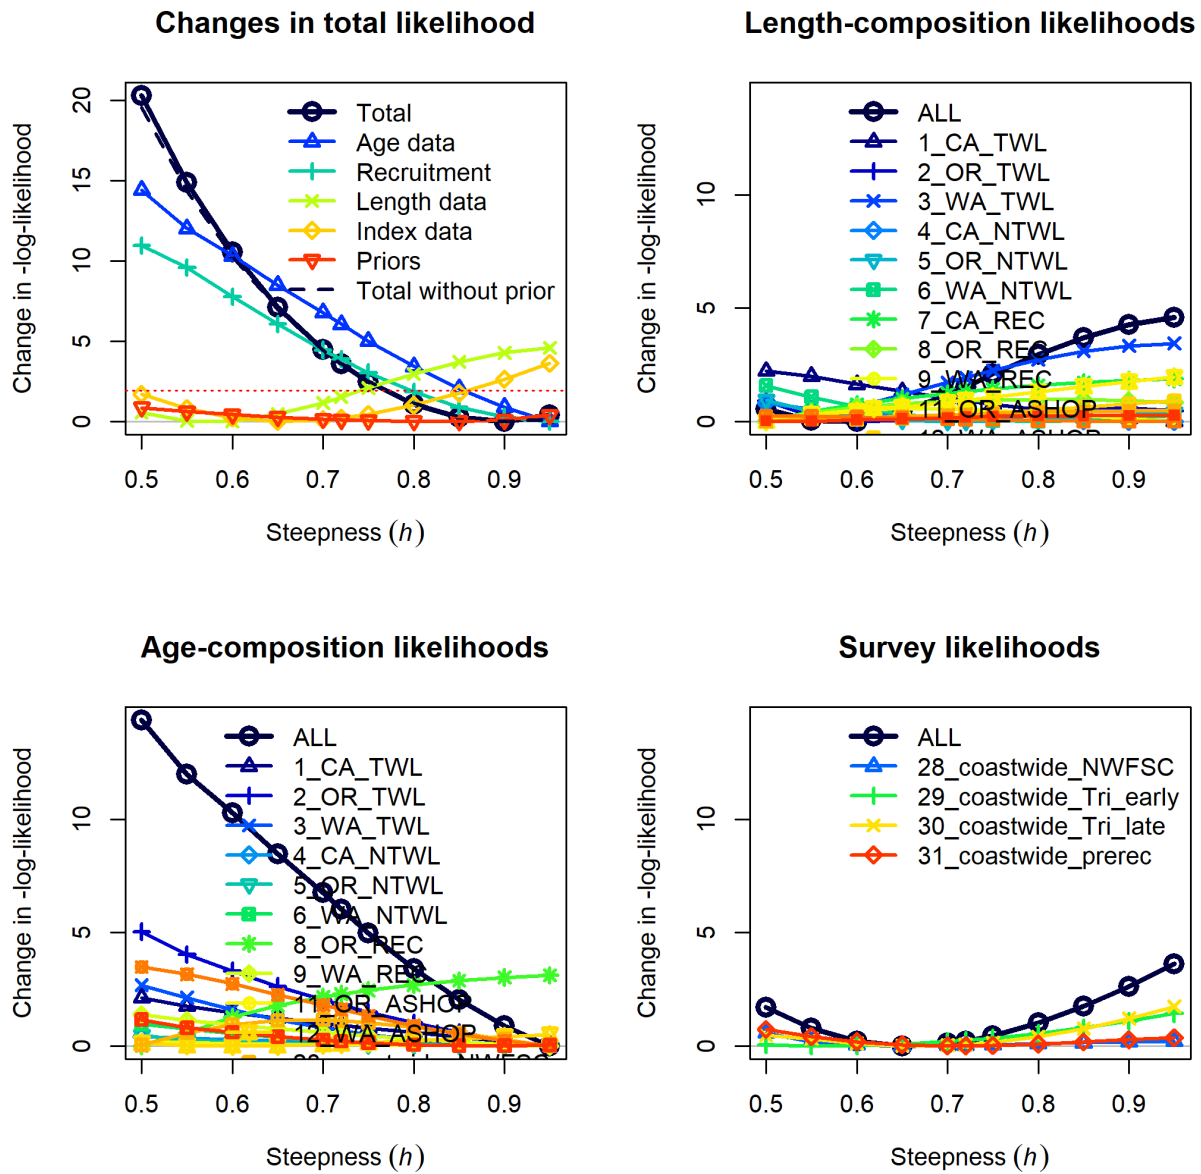 Changes in total likelihood
Change in -log-likelihood
20
15
10
5
0
Total
Age data
Recruitment
Length data
Index data
Priors
Total without prior
0.5 0.6 0.7 0.8 0.9
Steepness (h)
Length-composition likelihoods
Change in -log-likelihood
10
5
0
ALL
1_CA_TWL
2_OR_TWL
3_WA_TWL
4_CA_NTWL
5_OR_NTWL
6_WA_NTWL
7_CA_REC
8_OR_REC
9_WA_REC
11_OR_ASHOP
12_WA_ASHOP
0.5 0.6 0.7 0.8 0.9
Steepness (h)
Age-composition likelihoods
Change in -log-likelihood
10
5
0
ALL
1_CA_TWL
2_OR_TWL
3_WA_TWL
4_CA_NTWL
5_OR_NTWL
6_WA_NTWL
8_OR_REC
9_WA_REC
11_OR_ASHOP
12_WA_ASHOP
0.5 0.6 0.7 0.8 0.9
Steepness (h)
Survey likelihoods
Change in -log-likelihood
10
5
0
ALL
28_coastwide_NWFSC
29_coastwide_Tri_early
30_coastwide_Tri_late
31_coastwide_prerec
0.5 0.6 0.7 0.8 0.9
Steepness (h)